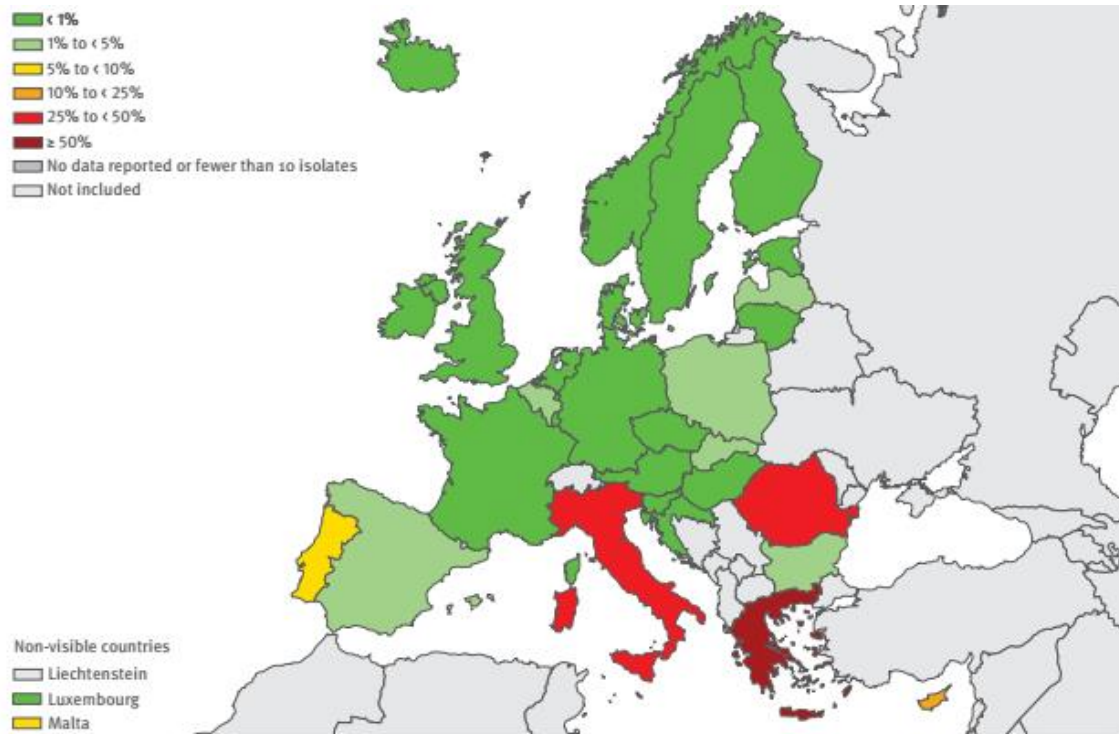 < 1%
1% to < 5%
5% to < 10%
10% to < 25%
25% to < 50%
≥ 50%
No data reported or fewer than 10 isolates
Not included
Non-visible countries
Liechtenstein
Luxembourg
Malta